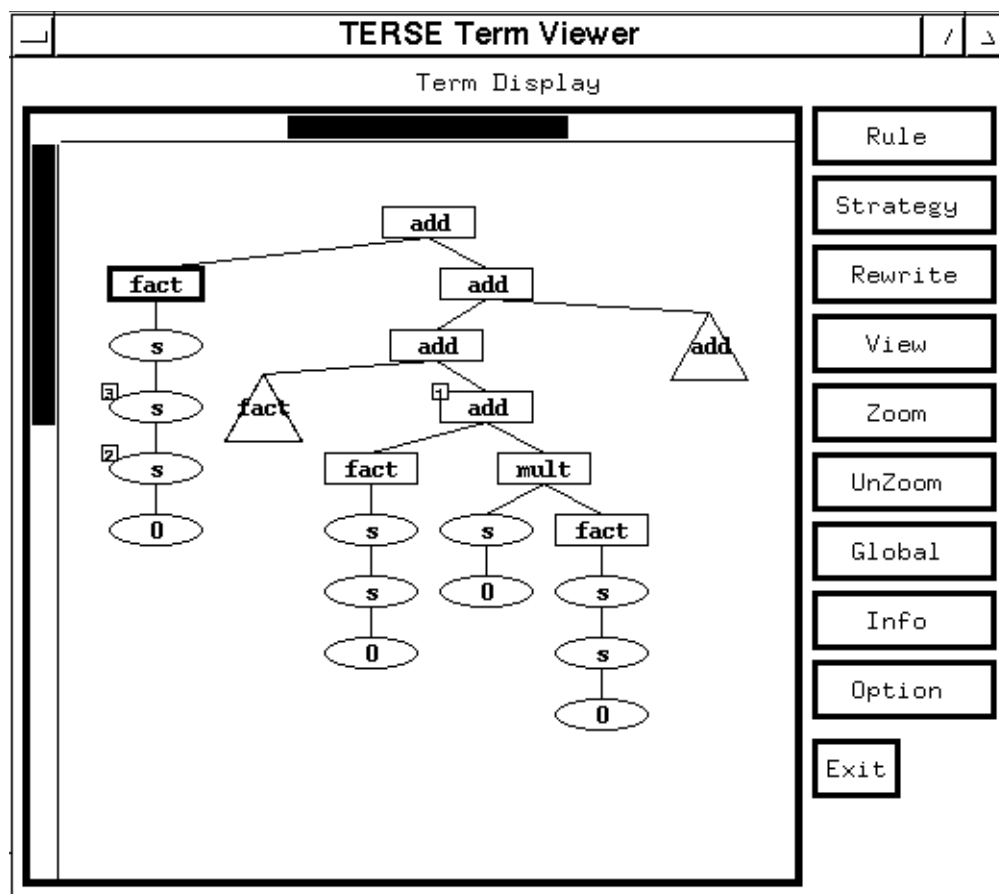 TERSE Term Viewer
Term Display
Rule
Strategy
Rewrite
View
Zoom
UnZoom
Global
Info
Option
Exit
add
fact
add
s
add
add
3
s
fact
1
add
2
s
fact
mult
0
s
s
fact
s
0
s
0
s
0